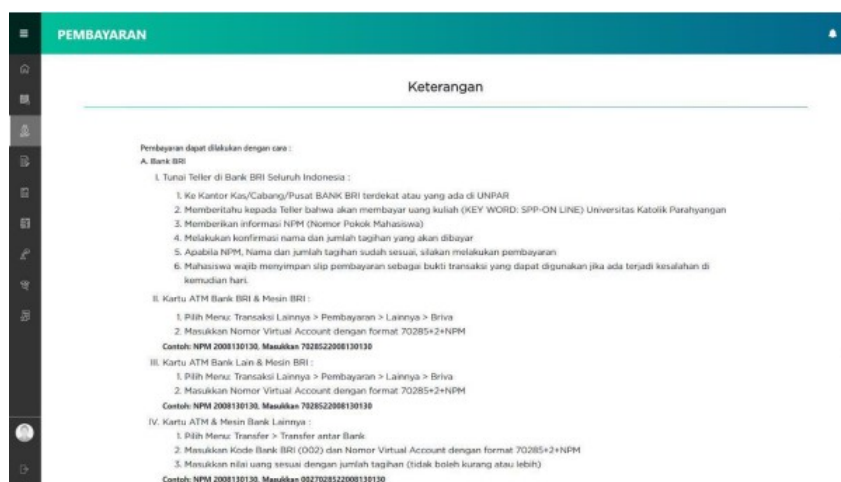 PEMBAYARAN
Keterangan
Pembayaran dapat dilakukan dengan cara :
A. Bank BRI
I. Tunai Teller di Bank BRI Seluruh Indonesia :
1. Ke Kantor Kas/Cabang/Pusat BANK BRI terdekat atau yang ada di UNPAR
2. Memberitahu kepada Teller bahwa akan membayar uang kuliah (KEY WORD: SPP-ON LINE) Universitas Katolik Parahyangan
3. Memberikan informasi NPM (Nomor Pokok Mahasiswa)
4. Melakukan konfirmasi nama dan jumlah tagihan yang akan dibayar
5. Apabila NPM, Nama dan jumlah tagihan sudah sesuai, silakan melakukan pembayaran
6. Mahasiswa wajib menyimpan slip pembayaran sebagai bukti transaksi yang dapat digunakan jika ada terjadi kesalahan di
kemudian hari.
II. Kartu ATM Bank BRI & Mesin BRI :
1. Pilih Menu: Transaksi Lainnya > Pembayaran > Lainnya > Briva
2. Masukkan Nomor Virtual Account dengan format 70285+2+NPM
Contoh: NPM 2008130130, Masukkan 7028522008130130
III. Kartu ATM Bank Lain & Mesin BRI :
1. Pilih Menu: Transaksi Lainnya > Pembayaran > Lainnya > Briva
2. Masukkan Nomor Virtual Account dengan format 70285+2+NPM
Contoh: NPM 2008130130, Masukkan 7028522008130130
IV. Kartu ATM & Mesin Bank Lainnya :
1. Pilih Menu: Transfer > Transfer antar Bank
2. Masukkan Kode Bank BRI (002) dan Nomor Virtual Account dengan format 70285+2+NPM
3. Masukkan nilai uang sesuai dengan jumlah tagihan (tidak boleh kurang atau lebih)
Contoh: NPM 2008130130, Masukkan 0027028522008130130